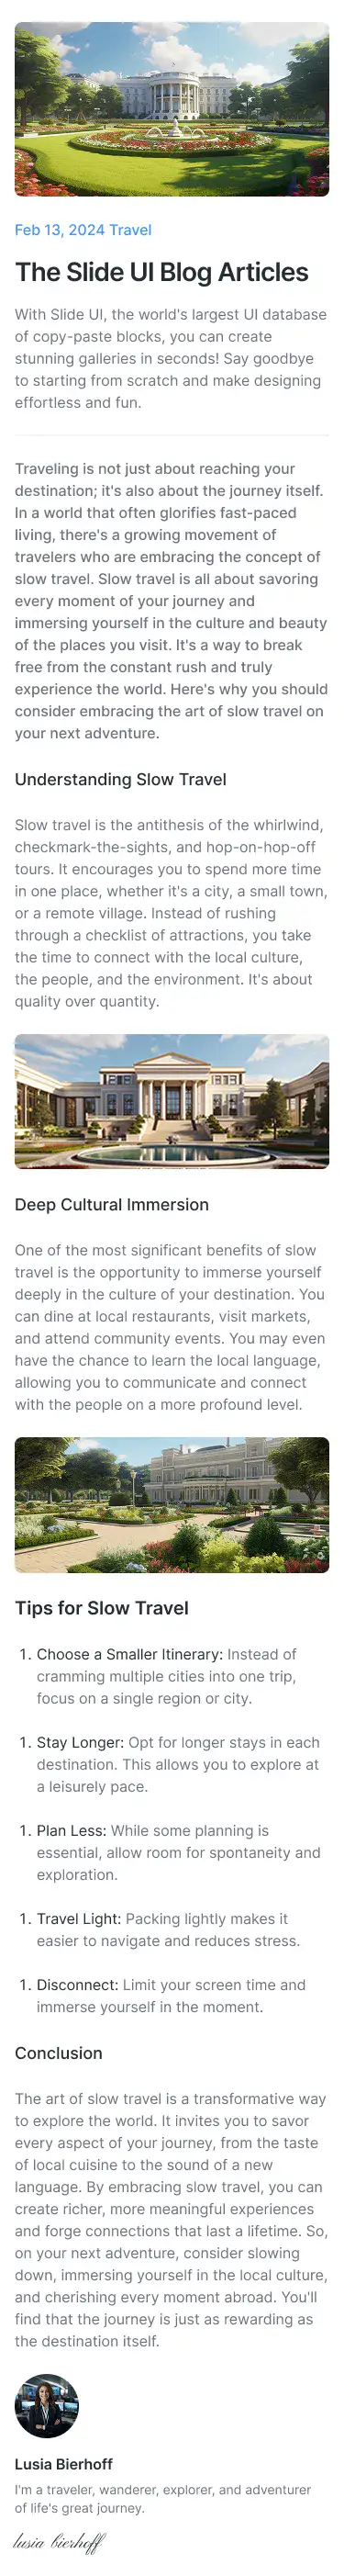 Feb 13, 2024 Travel
The Slide UI Blog Articles
With Slide UI, the world's largest UI database
of copy-paste blocks, you can create
stunning galleries in seconds! Say goodbye
to starting from scratch and make designing
effortless and fun.
Traveling is not just about reaching your
destination; it's also about the journey itself.
In a world that often glorifies fast-paced
living, there's a growing movement of
travelers who are embracing the concept of
slow travel. Slow travel is all about savoring
every moment of your journey and
immersing yourself in the culture and beauty
of the places you visit. It's a way to break
free from the constant rush and truly
experience the world. Here's why you should
consider embracing the art of slow travel on
your next adventure.
Understanding Slow Travel
Slow travel is the antithesis of the whirlwind,
checkmark-the-sights, and hop-on-hop-off
tours. It encourages you to spend more time
in one place, whether it's a city, a small town,
or a remote village. Instead of rushing
through a checklist of attractions, you take
the time to connect with the local culture,
the people, and the environment. It's about
quality over quantity.
Deep Cultural Immersion
One of the most significant benefits of slow
travel is the opportunity to immerse yourself
deeply in the culture of your destination. You
can dine at local restaurants, visit markets,
and attend community events. You may even
have the chance to learn the local language,
allowing you to communicate and connect
with the people on a more profound level.
Tips for Slow Travel
1. Choose a Smaller Itinerary: Instead of
cramming multiple cities into one trip,
focus on a single region or city.
1. Stay Longer: Opt for longer stays in each
destination. This allows you to explore at
a leisurely pace.
1. Plan Less: While some planning is
essential, allow room for spontaneity and
exploration.
1. Travel Light: Packing lightly makes it
easier to navigate and reduces stress.
1. Disconnect: Limit your screen time and
immerse yourself in the moment.
Conclusion
The art of slow travel is a transformative way
to explore the world. It invites you to savor
every aspect of your journey, from the taste
of local cuisine to the sound of a new
language. By embracing slow travel, you can
create richer, more meaningful experiences
and forge connections that last a lifetime. So,
on your next adventure, consider slowing
down, immersing yourself in the local culture,
and cherishing every moment abroad. You'll
find that the journey is just as rewarding as
the destination itself.
Lusia Bierhoff
I'm a traveler, wanderer, explorer, and adventurer
of life's great journey.
lusia bierhoff